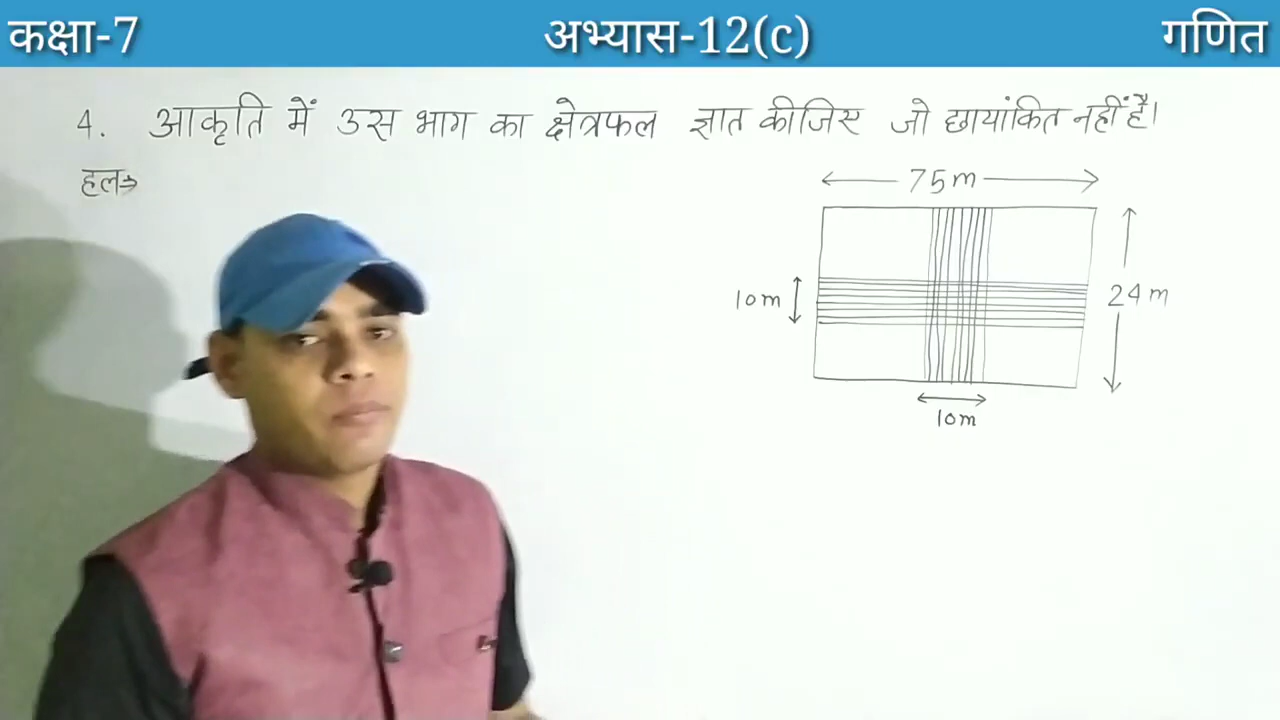 कक्षा-7 अभ्यास-12(c) गणित
4. आकृति में उस भाग का क्षेत्रफल ज्ञात कीजिए जो छायांकित नहीं है।
हल⇒
75m
10m
24m
10m